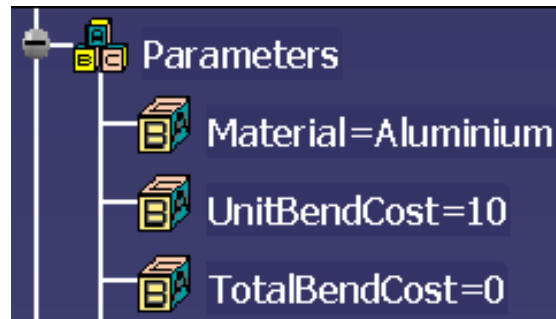 Parameters
Material=Aluminium
UnitBendCost=10
TotalBendCost=0